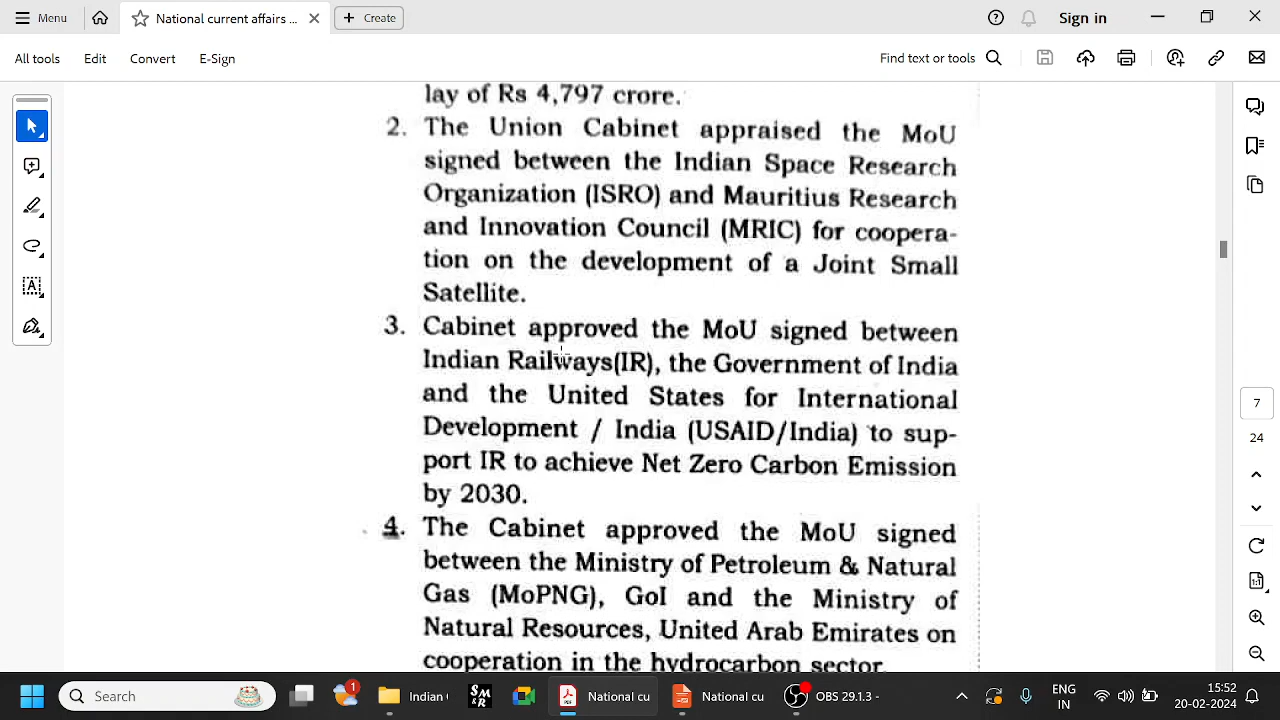 Menu
National current affairs ...
Create
Sign in
All tools
Edit
Convert
E-Sign
Find text or tools
lay of Rs 4,797 crore.
2. The Union Cabinet appraised the MoU
signed between the Indian Space Research
Organization (ISRO) and Mauritius Research
and Innovation Council (MRIC) for coopera-
tion on the development of a Joint Small
Satellite.
3. Cabinet approved the MoU signed between
Indian Railways(IR), the Government of India
and the United States for International
Development / India (USAID/India) to sup-
port IR to achieve Net Zero Carbon Emission
by 2030.
4. The Cabinet approved the MoU signed
between the Ministry of Petroleum & Natural
Gas (MoPNG), GoI and the Ministry of
Natural Resources, United Arab Emirates on
cooperation in the hydrocarbon sector.
7
24
Search
1
Indian
SM
&R
National cu
National cu
OBS 29.1.3 -
ENG
IN
15:52
20-02-2024